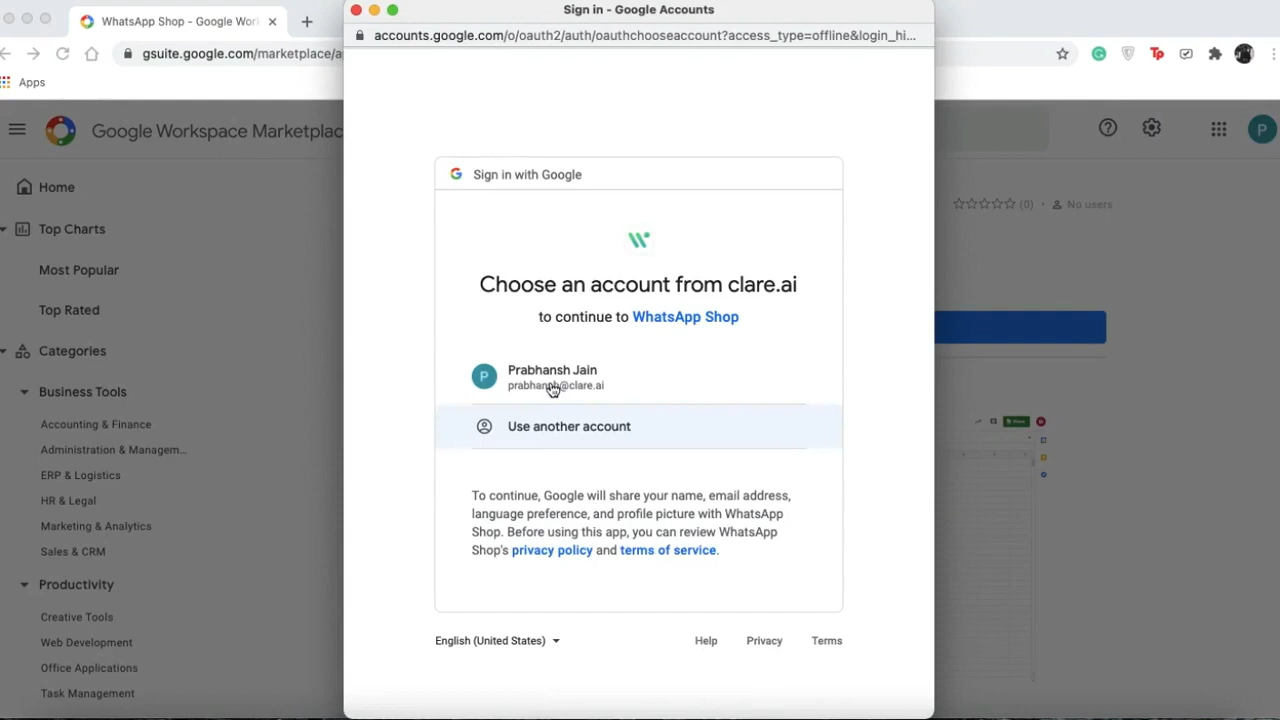 Sign in - Google Accounts
WhatsApp Shop - Google Wor
accounts.google.com/o/oauth2/auth/oauthchooseaccount?access_type=offline&login_hi...
gsuite.google.com/marketplace/a
Apps
Google Workspace Marketplac
Home
Top Charts
Most Popular
Top Rated
Categories
Business Tools
Accounting & Finance
Administration & Managem...
ERP & Logistics
HR & Legal
Marketing & Analytics
Sales & CRM
Productivity
Creative Tools
Web Development
Office Applications
Task Management
Sign in with Google
Choose an account from clare.ai
to continue to WhatsApp Shop
P
Prabhansh Jain
prabhansh@clare.ai
Use another account
To continue, Google will share your name, email address,
language preference, and profile picture with WhatsApp
Shop. Before using this app, you can review WhatsApp
Shop's privacy policy and terms of service.
English (United States)
Help
Privacy
Terms
Tp
P
(0)
No users